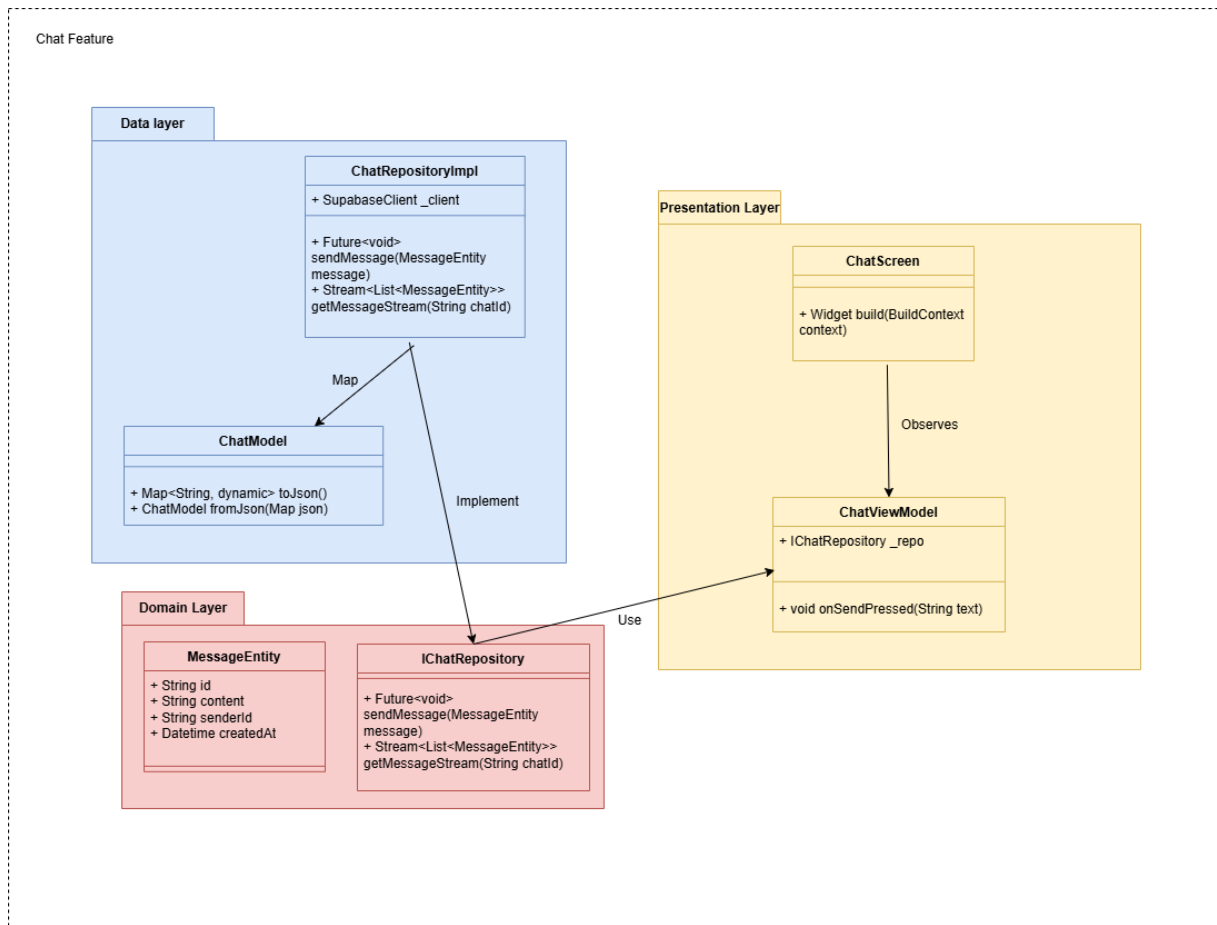 Chat Feature
Data layer
ChatRepositoryImpl
+ SupabaseClient _client
+ Future<void>
sendMessage(MessageEntity
message)
+ Stream<List<MessageEntity>>
getMessageStream(String chatId)
Map
ChatModel
+ Map<String, dynamic> toJson()
+ ChatModel fromJson(Map json)
Implement
Domain Layer
MessageEntity
+ String id
+ String content
+ String senderId
+ Datetime createdAt
IChatRepository
+ Future<void>
sendMessage(MessageEntity
message)
+ Stream<List<MessageEntity>>
getMessageStream(String chatId)
Use
Presentation Layer
ChatScreen
+ Widget build(BuildContext
context)
Observes
ChatViewModel
+ IChatRepository _repo
+ void onSendPressed(String text)